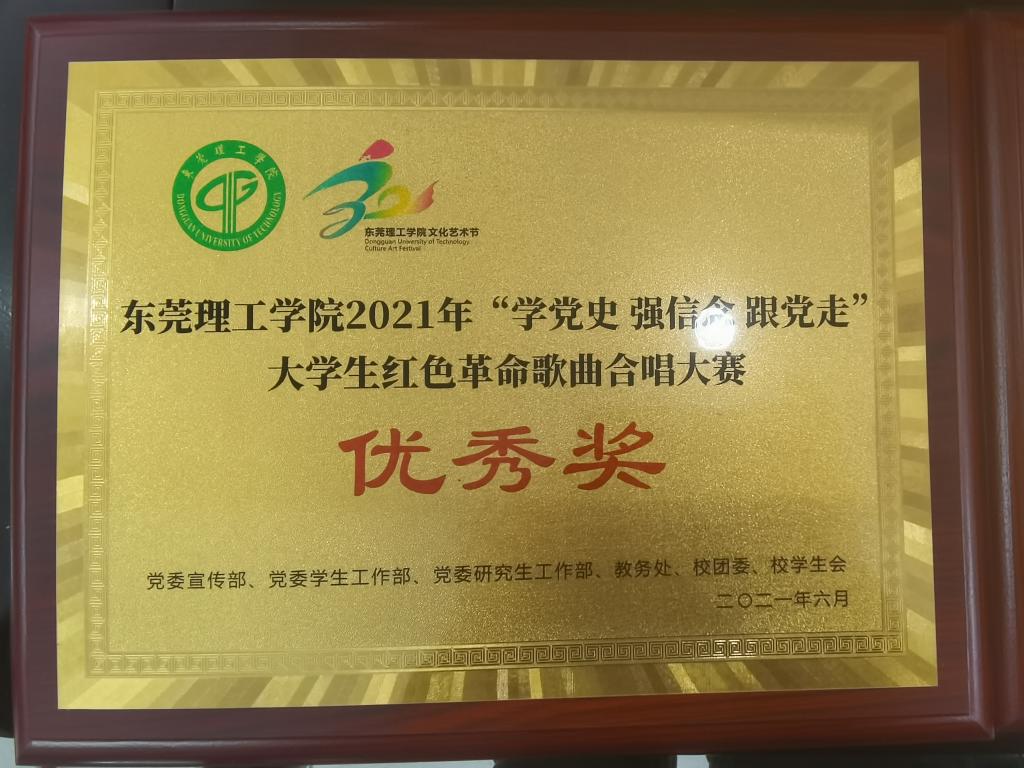 東莞理工学院
DONGGUAN UNIVERSITY OF TECHNOLOGY
东莞理工学院文化艺术节
Dongguan University of Technology
Culture Art Festival
东莞理工学院2021年“学党史 强信念 跟党走”
大学生红色革命歌曲合唱大赛
优秀奖
党委宣传部、党委学生工作部、党委研究生工作部、教务处、校团委、校学生会
二〇二一年六月